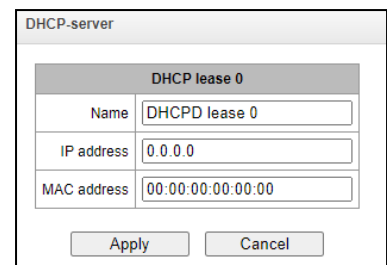 DHCP-server
DHCP lease 0
Name DHCPD lease 0
IP address 0.0.0.0
MAC address 00:00:00:00:00:00
Apply Cancel